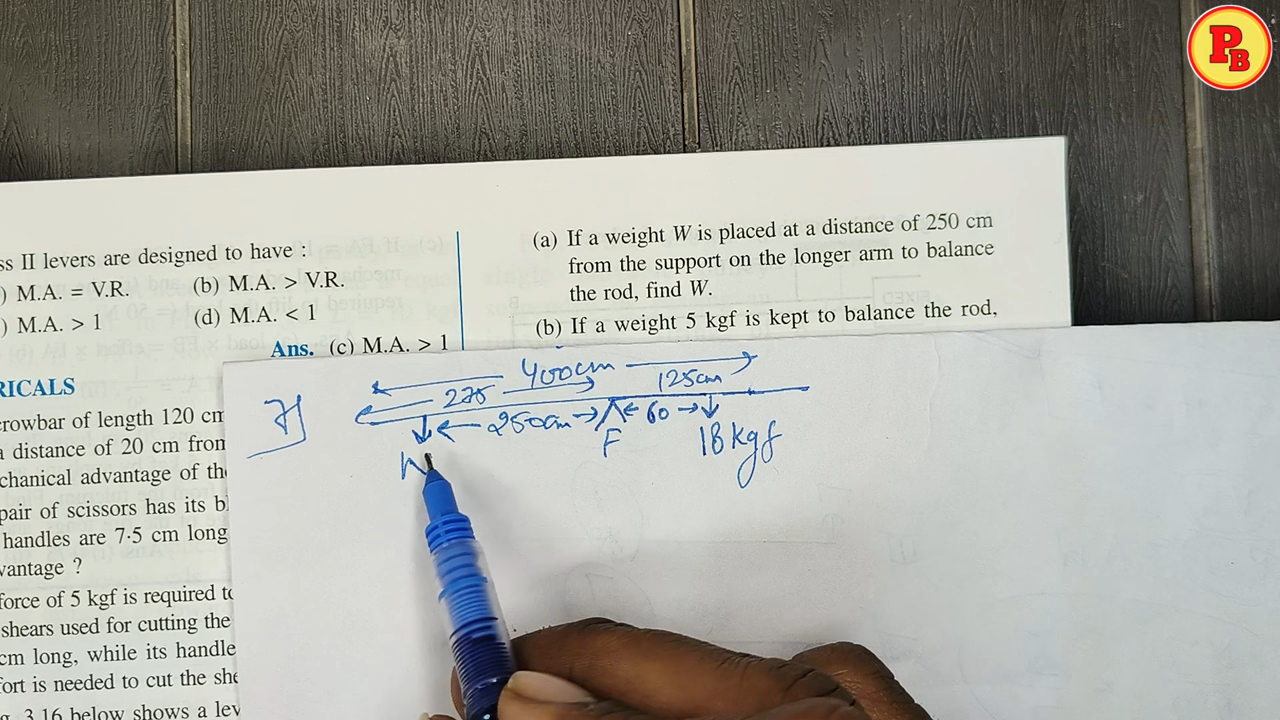 PB
ss II levers are designed to have :
) M.A. = V.R. (b) M.A. > V.R.
) M.A. > 1 (d) M.A. < 1
Ans. (c) M.A. > 1
RICALS
crowbar of length 120 cm
a distance of 20 cm from
chanical advantage of the
pair of scissors has its bl
handles are 7·5 cm long
vantage ?
force of 5 kgf is required to
shears used for cutting the
cm long, while its handle
fort is needed to cut the she
g. 3.16 below shows a lev
(a) If a weight W is placed at a distance of 250 cm
from the support on the longer arm to balance
the rod, find W.
(b) If a weight 5 kgf is kept to balance the rod,
7]
400cm
275 125cm
250cm 60
W F 18 kgf